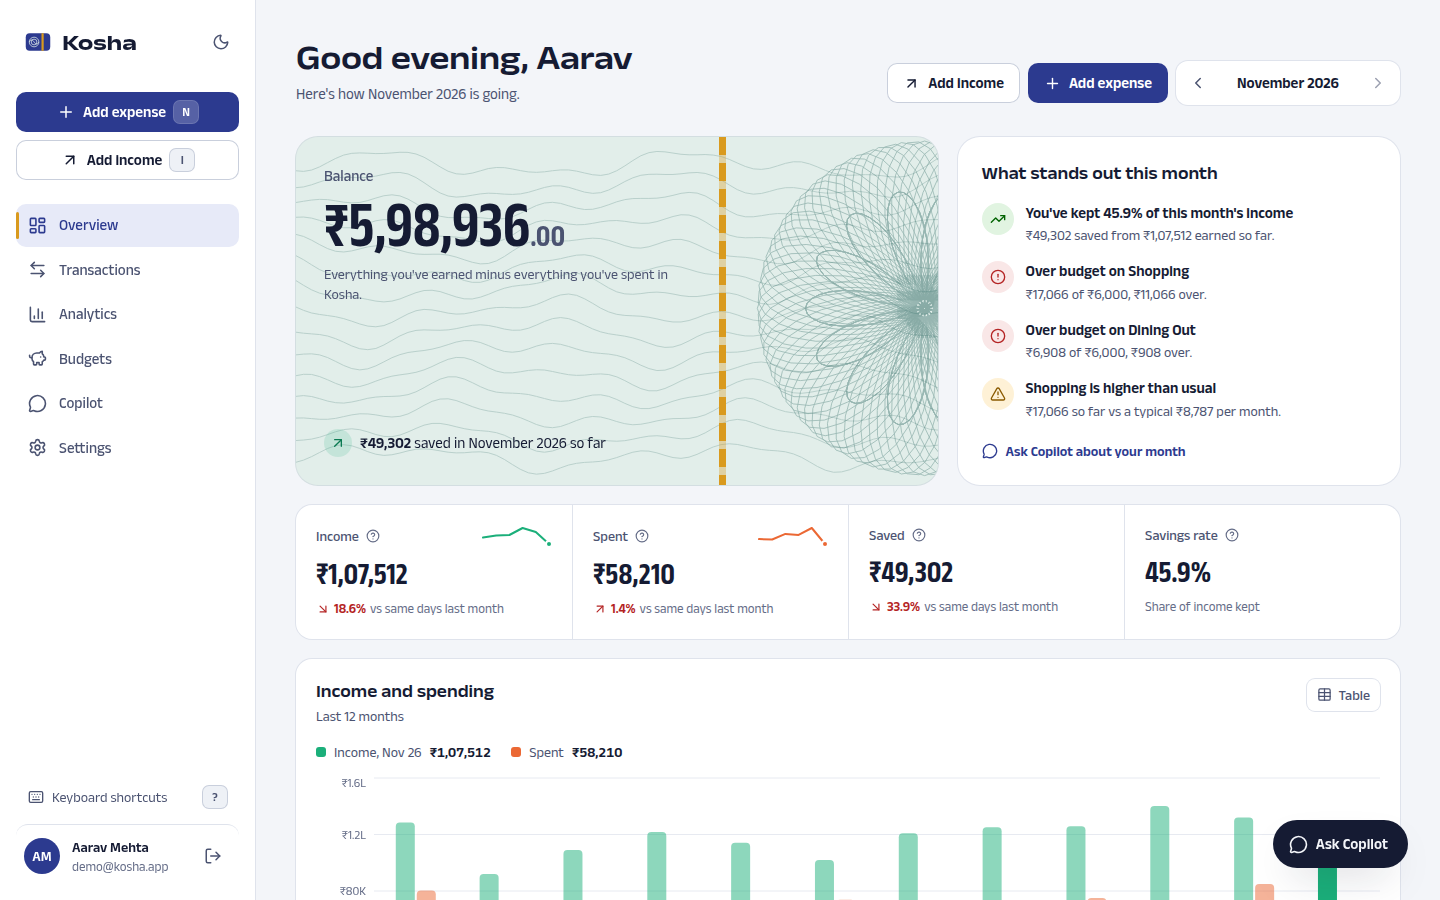 Kosha
Add expense N
Add Income I
Overview
Transactions
Analytics
Budgets
Copilot
Settings
Keyboard shortcuts ?
AM
Aarav Mehta
demo@kosha.app
Good evening, Aarav
Here's how November 2026 is going.
Add Income
Add expense
November 2026
Balance
₹5,98,936.00
Everything you've earned minus everything you've spent in
Kosha.
₹49,302 saved in November 2026 so far
What stands out this month
You've kept 45.9% of this month's income
₹49,302 saved from ₹1,07,512 earned so far.
Over budget on Shopping
₹17,066 of ₹6,000, ₹11,066 over.
Over budget on Dining Out
₹6,908 of ₹6,000, ₹908 over.
Shopping is higher than usual
₹17,066 so far vs a typical ₹8,787 per month.
Ask Copilot about your month
Income
₹1,07,512
18.6% vs same days last month
Spent
₹58,210
1.4% vs same days last month
Saved
₹49,302
33.9% vs same days last month
Savings rate
45.9%
Share of income kept
Income and spending
Last 12 months
Table
Income, Nov 26 ₹1,07,512 Spent ₹58,210
₹1.6L
₹1.2L
₹80K
Ask Copilot